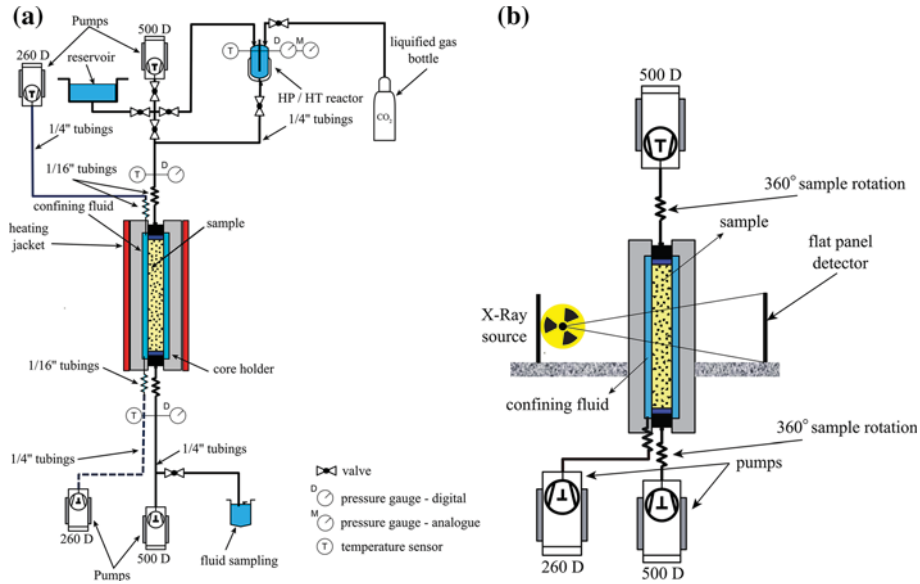 (a)
Pumps
500 D
260 D
reservoir
T
D
M
liquified gas
bottle
HP / HT reactor
CO₂
1/4" tubings
1/4" tubings
T
D
1/16" tubings
confining fluid
heating
jacket
sample
1/16" tubings
core holder
D
T
1/4" tubings
1/4" tubings
260 D
Pumps
500 D
fluid sampling
valve
D
pressure gauge - digital
M
pressure gauge - analogue
T
temperature sensor
(b)
500 D
360° sample rotation
sample
flat panel
detector
X-Ray
source
confining fluid
360° sample rotation
pumps
260 D
500 D